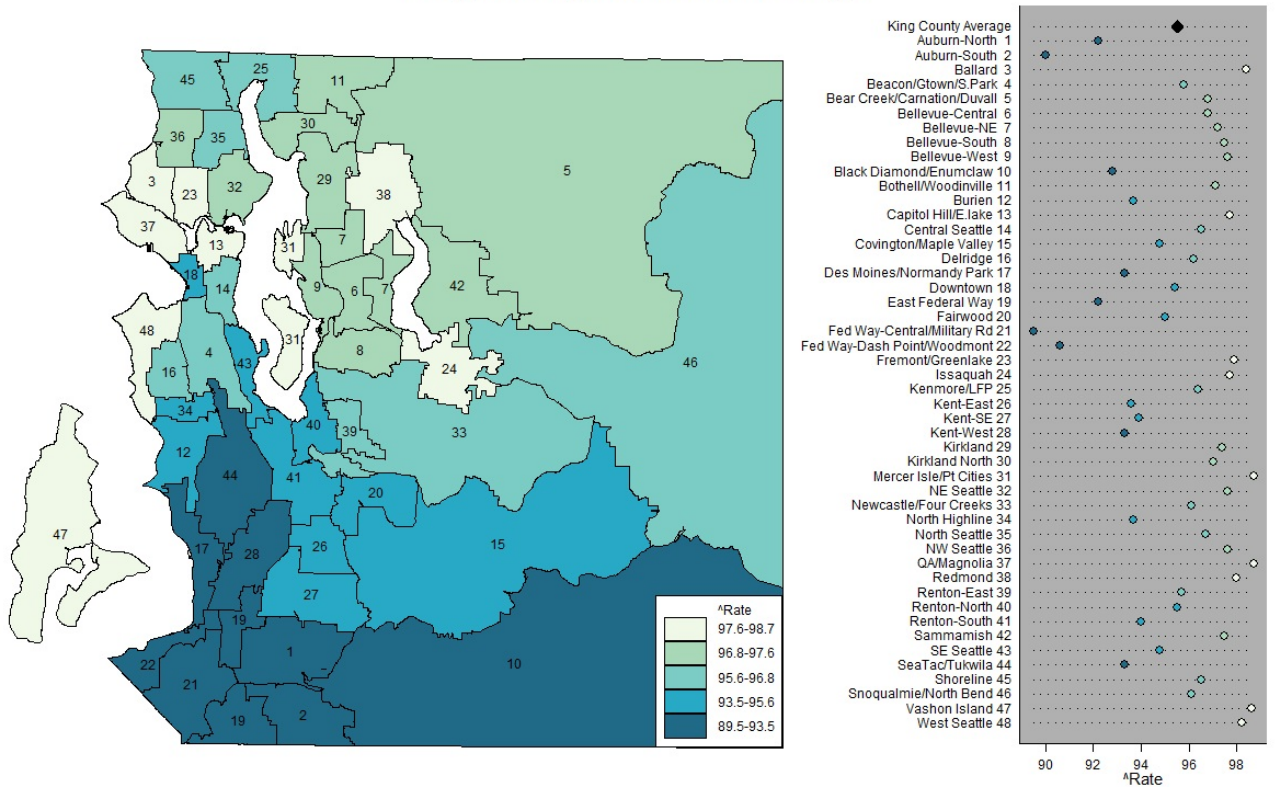 45
25
11
36
35
30
5
3
23
32
29
38
37
13
31
7
18
14
9
6
7
42
48
4
43
31
8
46
16
24
34
40
39
33
12
44
41
20
47
17
28
26
15
27
19
1
22
21
10
19
2
^Rate
97.6-98.7
96.8-97.6
95.6-96.8
93.5-95.6
89.5-93.5
King County Average
Auburn-North 1
Auburn-South 2
Ballard 3
Beacon/Gtown/S.Park 4
Bear Creek/Carnation/Duvall 5
Bellevue-Central 6
Bellevue-NE 7
Bellevue-South 8
Bellevue-West 9
Black Diamond/Enumclaw 10
Bothell/Woodinville 11
Burien 12
Capitol Hill/E.lake 13
Central Seattle 14
Covington/Maple Valley 15
Delridge 16
Des Moines/Normandy Park 17
Downtown 18
East Federal Way 19
Fairwood 20
Fed Way-Central/Military Rd 21
Fed Way-Dash Point/Woodmont 22
Fremont/Greenlake 23
Issaquah 24
Kenmore/LFP 25
Kent-East 26
Kent-SE 27
Kent-West 28
Kirkland 29
Kirkland North 30
Mercer Isle/Pt Cities 31
NE Seattle 32
Newcastle/Four Creeks 33
North Highline 34
North Seattle 35
NW Seattle 36
QA/Magnolia 37
Redmond 38
Renton-East 39
Renton-North 40
Renton-South 41
Sammamish 42
SE Seattle 43
SeaTac/Tukwila 44
Shoreline 45
Snoqualmie/North Bend 46
Vashon Island 47
West Seattle 48
90 92 94 96 98
^Rate